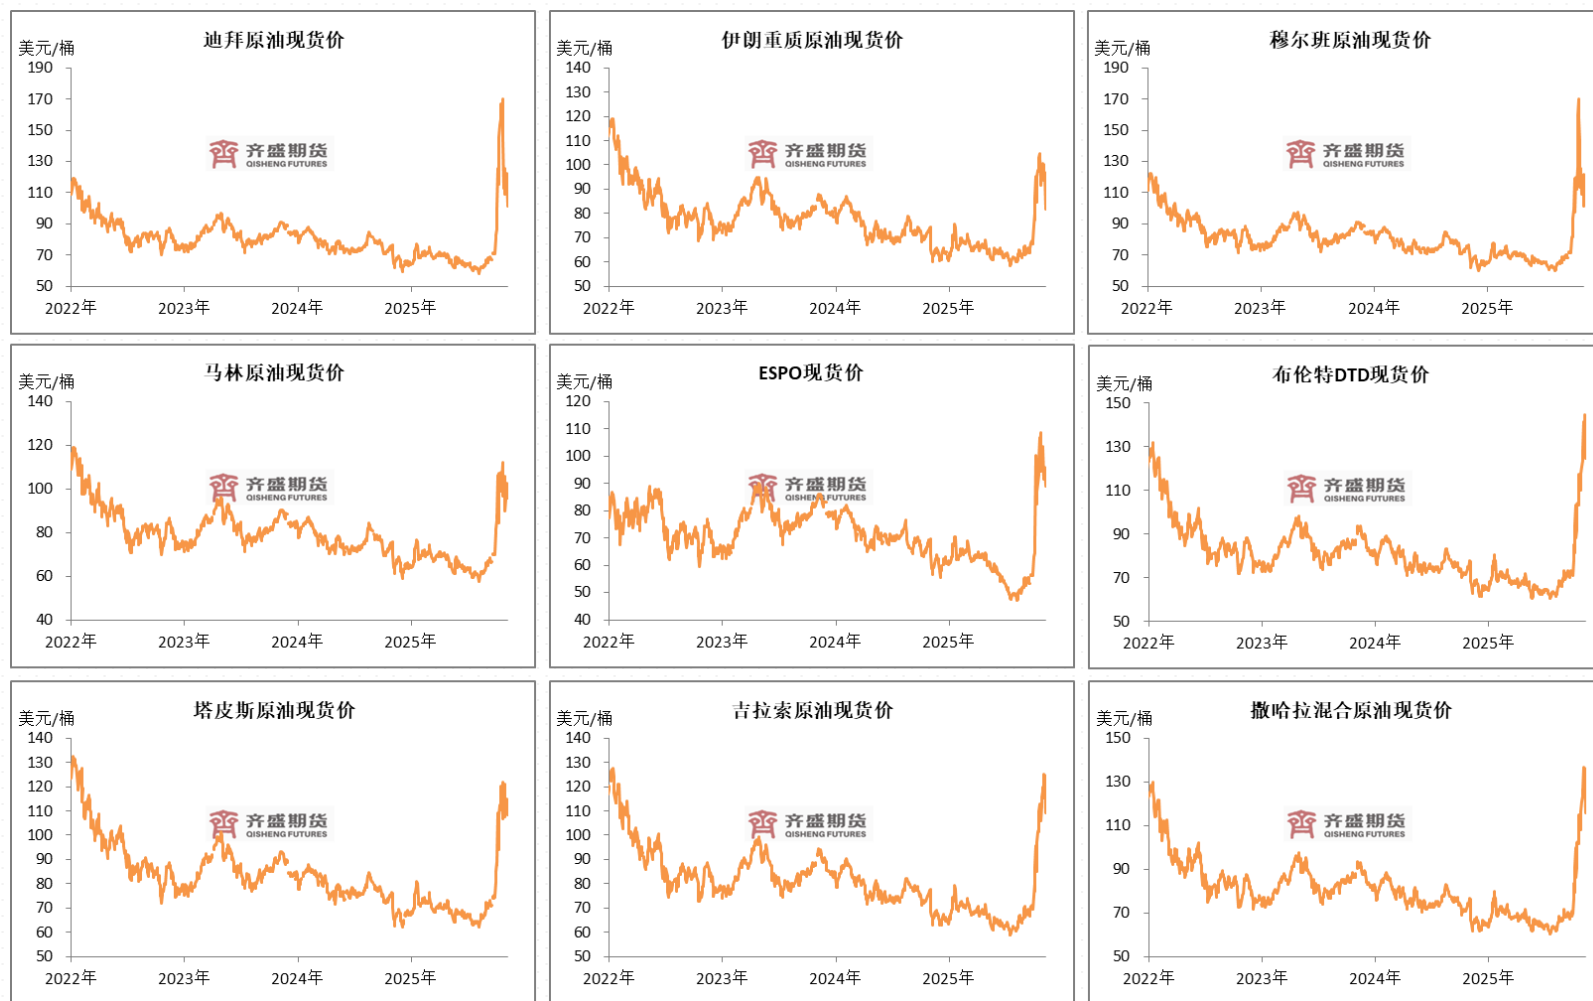 迪拜原油现货价
美元/桶
190
170
150
130
110
90
70
50
2022年 2023年 2024年 2025年
齐盛期货
QISHENG FUTURES
伊朗重质原油现货价
美元/桶
140
130
120
110
100
90
80
70
60
50
2022年 2023年 2024年 2025年
齐盛期货
QISHENG FUTURES
穆尔班原油现货价
美元/桶
190
170
150
130
110
90
70
50
2022年 2023年 2024年 2025年
齐盛期货
QISHENG FUTURES
马林原油现货价
美元/桶
140
120
100
80
60
40
2022年 2023年 2024年 2025年
齐盛期货
QISHENG FUTURES
ESPO现货价
美元/桶
120
110
100
90
80
70
60
50
40
2022年 2023年 2024年 2025年
齐盛期货
QISHENG FUTURES
布伦特DTD现货价
美元/桶
150
130
110
90
70
50
2022年 2023年 2024年 2025年
齐盛期货
QISHENG FUTURES
塔皮斯原油现货价
美元/桶
140
130
120
110
100
90
80
70
60
50
2022年 2023年 2024年 2025年
齐盛期货
QISHENG FUTURES
吉拉索原油现货价
美元/桶
140
130
120
110
100
90
80
70
60
50
2022年 2023年 2024年 2025年
齐盛期货
QISHENG FUTURES
撒哈拉混合原油现货价
美元/桶
150
130
110
90
70
50
2022年 2023年 2024年 2025年
齐盛期货
QISHENG FUTURES